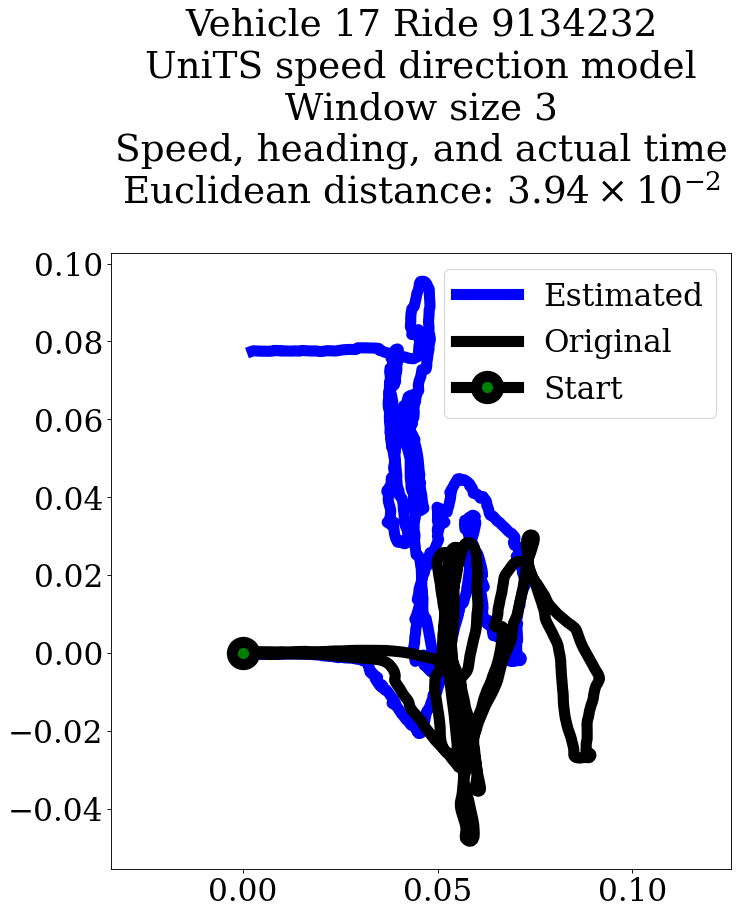 Vehicle 17 Ride 9134232
UniTS speed direction model
Window size 3
Speed, heading, and actual time
Euclidean distance: 3.94 × 10⁻²
0.10
0.08
0.06
0.04
0.02
0.00
−0.02
−0.04
0.00 0.05 0.10
Estimated
Original
Start